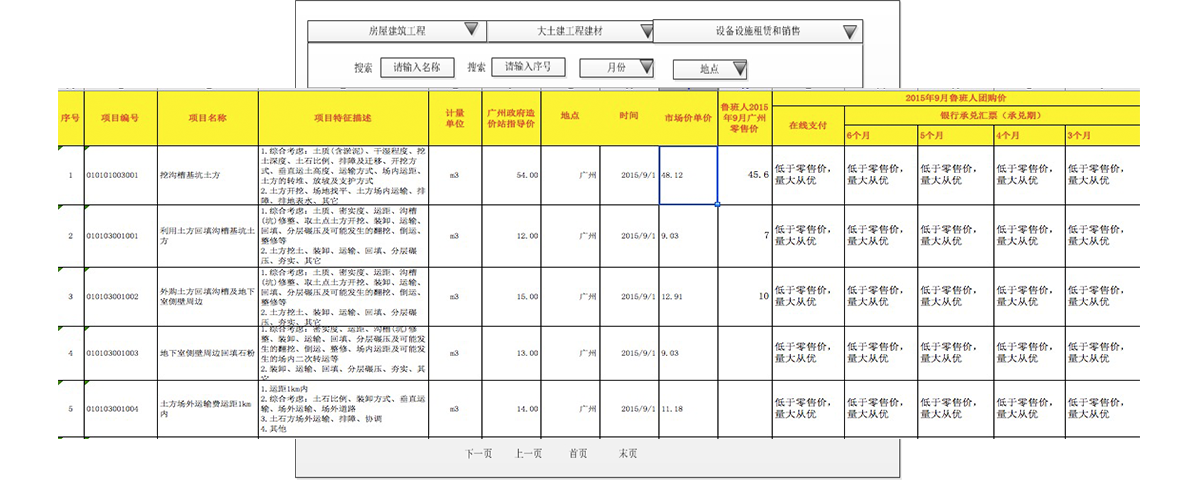 房屋建筑工程 大土建工程建材 设备设施租赁和销售
搜索 请输入名称 搜索 请输入序号 月份 地点
序号 项目编号 项目名称 项目特征描述 计量单位 广州政府造价站指导价 地点 时间 市场价单价 鲁班人2015年9月广州零售价 2015年9月鲁班人团购价
在线支付 银行承兑汇票（承兑期）
6个月 5个月 4个月 3个月
1 010101003001 挖沟槽基坑土方
1.综合考虑：土质(含淤泥)、干湿程度、挖
土深度、土石比例、排障及迁移、开挖方
式、垂直运土高度、运输方式、场内运距、
土方的转堆、放坡及支护方式
2.土方开挖、场地找平、土方场内运输、排
障、排地表水、其它
m3 54.00 广州 2015/9/1 48.12 45.6
低于零售价， 低于零售价， 低于零售价， 低于零售价， 低于零售价，
量大从优 量大从优 量大从优 量大从优 量大从优
2 010103001001 利用土方回填沟槽基坑土
方
1.综合考虑：土质、密实度、运距、沟槽
(坑)修整、取土点土方开挖、装卸、运输、
回填、分层碾压及可能发生的翻挖、倒运、
整修等
2.土方挖土、装卸、运输、回填、分层碾
压、夯实、其它
m3 12.00 广州 2015/9/1 9.03 7
低于零售价， 低于零售价， 低于零售价， 低于零售价， 低于零售价，
量大从优 量大从优 量大从优 量大从优 量大从优
3 010103001002 外购土方回填沟槽及地下
室侧壁周边
1.综合考虑：土质、密实度、运距、沟槽
(坑)修整、取土点土方开挖、装卸、运输、
回填、分层碾压及可能发生的翻挖、倒运、
整修等
2.土方挖土、装卸、运输、回填、分层碾
压、夯实、其它
m3 15.00 广州 2015/9/1 12.91 10
低于零售价， 低于零售价， 低于零售价， 低于零售价， 低于零售价，
量大从优 量大从优 量大从优 量大从优 量大从优
4 010103001003 地下室侧壁周边回填石粉
1.综合考虑：密实度、运距、沟槽(坑)修
整、装卸、运输、回填、分层碾压及可能发
生的翻挖、倒运、整修、场内运距及可能发
生的场内二次转运等
2.装卸、运输、回填、分层碾压、夯实、其
它
m3 13.00 广州 2015/9/1 9.03
低于零售价， 低于零售价， 低于零售价， 低于零售价， 低于零售价，
量大从优 量大从优 量大从优 量大从优 量大从优
5 010103001004 土方场外运输费运距1km
内
1.运距1km内
2.综合考虑：土石比例、装卸方式、垂直运
输、场外运输、场外道路
3.土石方场外运输、排障、协调
4.其他
m3 14.00 广州 2015/9/1 11.18
低于零售价， 低于零售价， 低于零售价， 低于零售价， 低于零售价，
量大从优 量大从优 量大从优 量大从优 量大从优
下一页 上一页 首页 末页